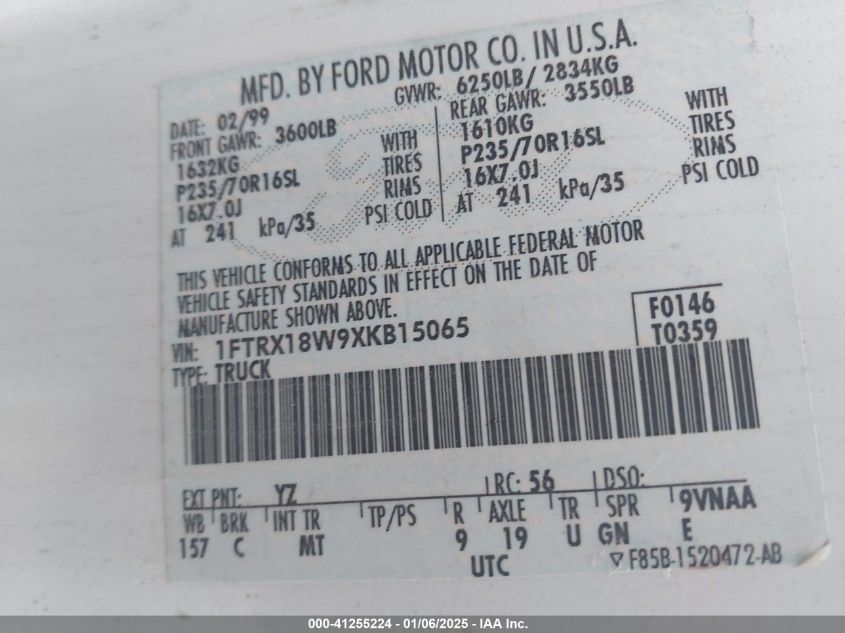 MFD. BY FORD MOTOR CO. IN U.S.A.
DATE: 02/99 GVWR: 6250LB/ 2834KG
FRONT GAWR: 3600LB REAR GAWR: 3550LB
1632KG WITH 1610KG WITH
P235/70R16SL TIRES P235/70R16SL TIRES
16X7.0J RIMS 16X7.0J RIMS
AT 241 kPa/35 PSI COLD AT 241 kPa/35 PSI COLD
THIS VEHICLE CONFORMS TO ALL APPLICABLE FEDERAL MOTOR
VEHICLE SAFETY STANDARDS IN EFFECT ON THE DATE OF
MANUFACTURE SHOWN ABOVE.
VIN: 1FTRX18W9XKB15065 F0146
TYPE: TRUCK T0359
EXT PNT: YZ RC: 56 DSO:
WB BRK INT TR TP/PS R AXLE TR SPR 9VNAA
157 C MT 9 19 U GN E
UTC F85B-1520472-AB
000-41255224 - 01/06/2025 - IAA Inc.